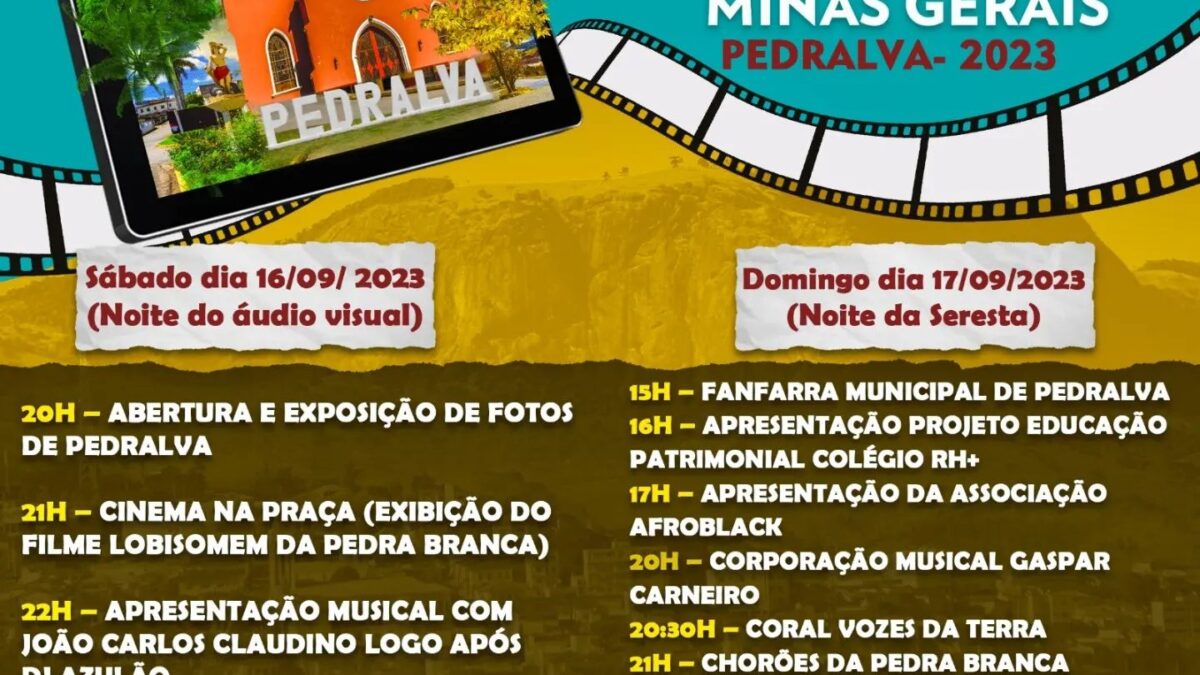 MINAS GERAIS
PEDRALVA- 2023
PEDRALVA
Sábado dia 16/09/ 2023
(Noite do áudio visual)
20H – ABERTURA E EXPOSIÇÃO DE FOTOS
DE PEDRALVA
21H – CINEMA NA PRAÇA (EXIBIÇÃO DO
FILME LOBISOMEM DA PEDRA BRANCA)
22H – APRESENTAÇÃO MUSICAL COM
JOÃO CARLOS CLAUDINO LOGO APÓS
DJ AZULÃO
Domingo dia 17/09/2023
(Noite da Seresta)
15H – FANFARRA MUNICIPAL DE PEDRALVA
16H – APRESENTAÇÃO PROJETO EDUCAÇÃO
PATRIMONIAL COLÉGIO RH+
17H – APRESENTAÇÃO DA ASSOCIAÇÃO
AFROBLACK
20H – CORPORAÇÃO MUSICAL GASPAR
CARNEIRO
20:30H – CORAL VOZES DA TERRA
21H – CHORÕES DA PEDRA BRANCA